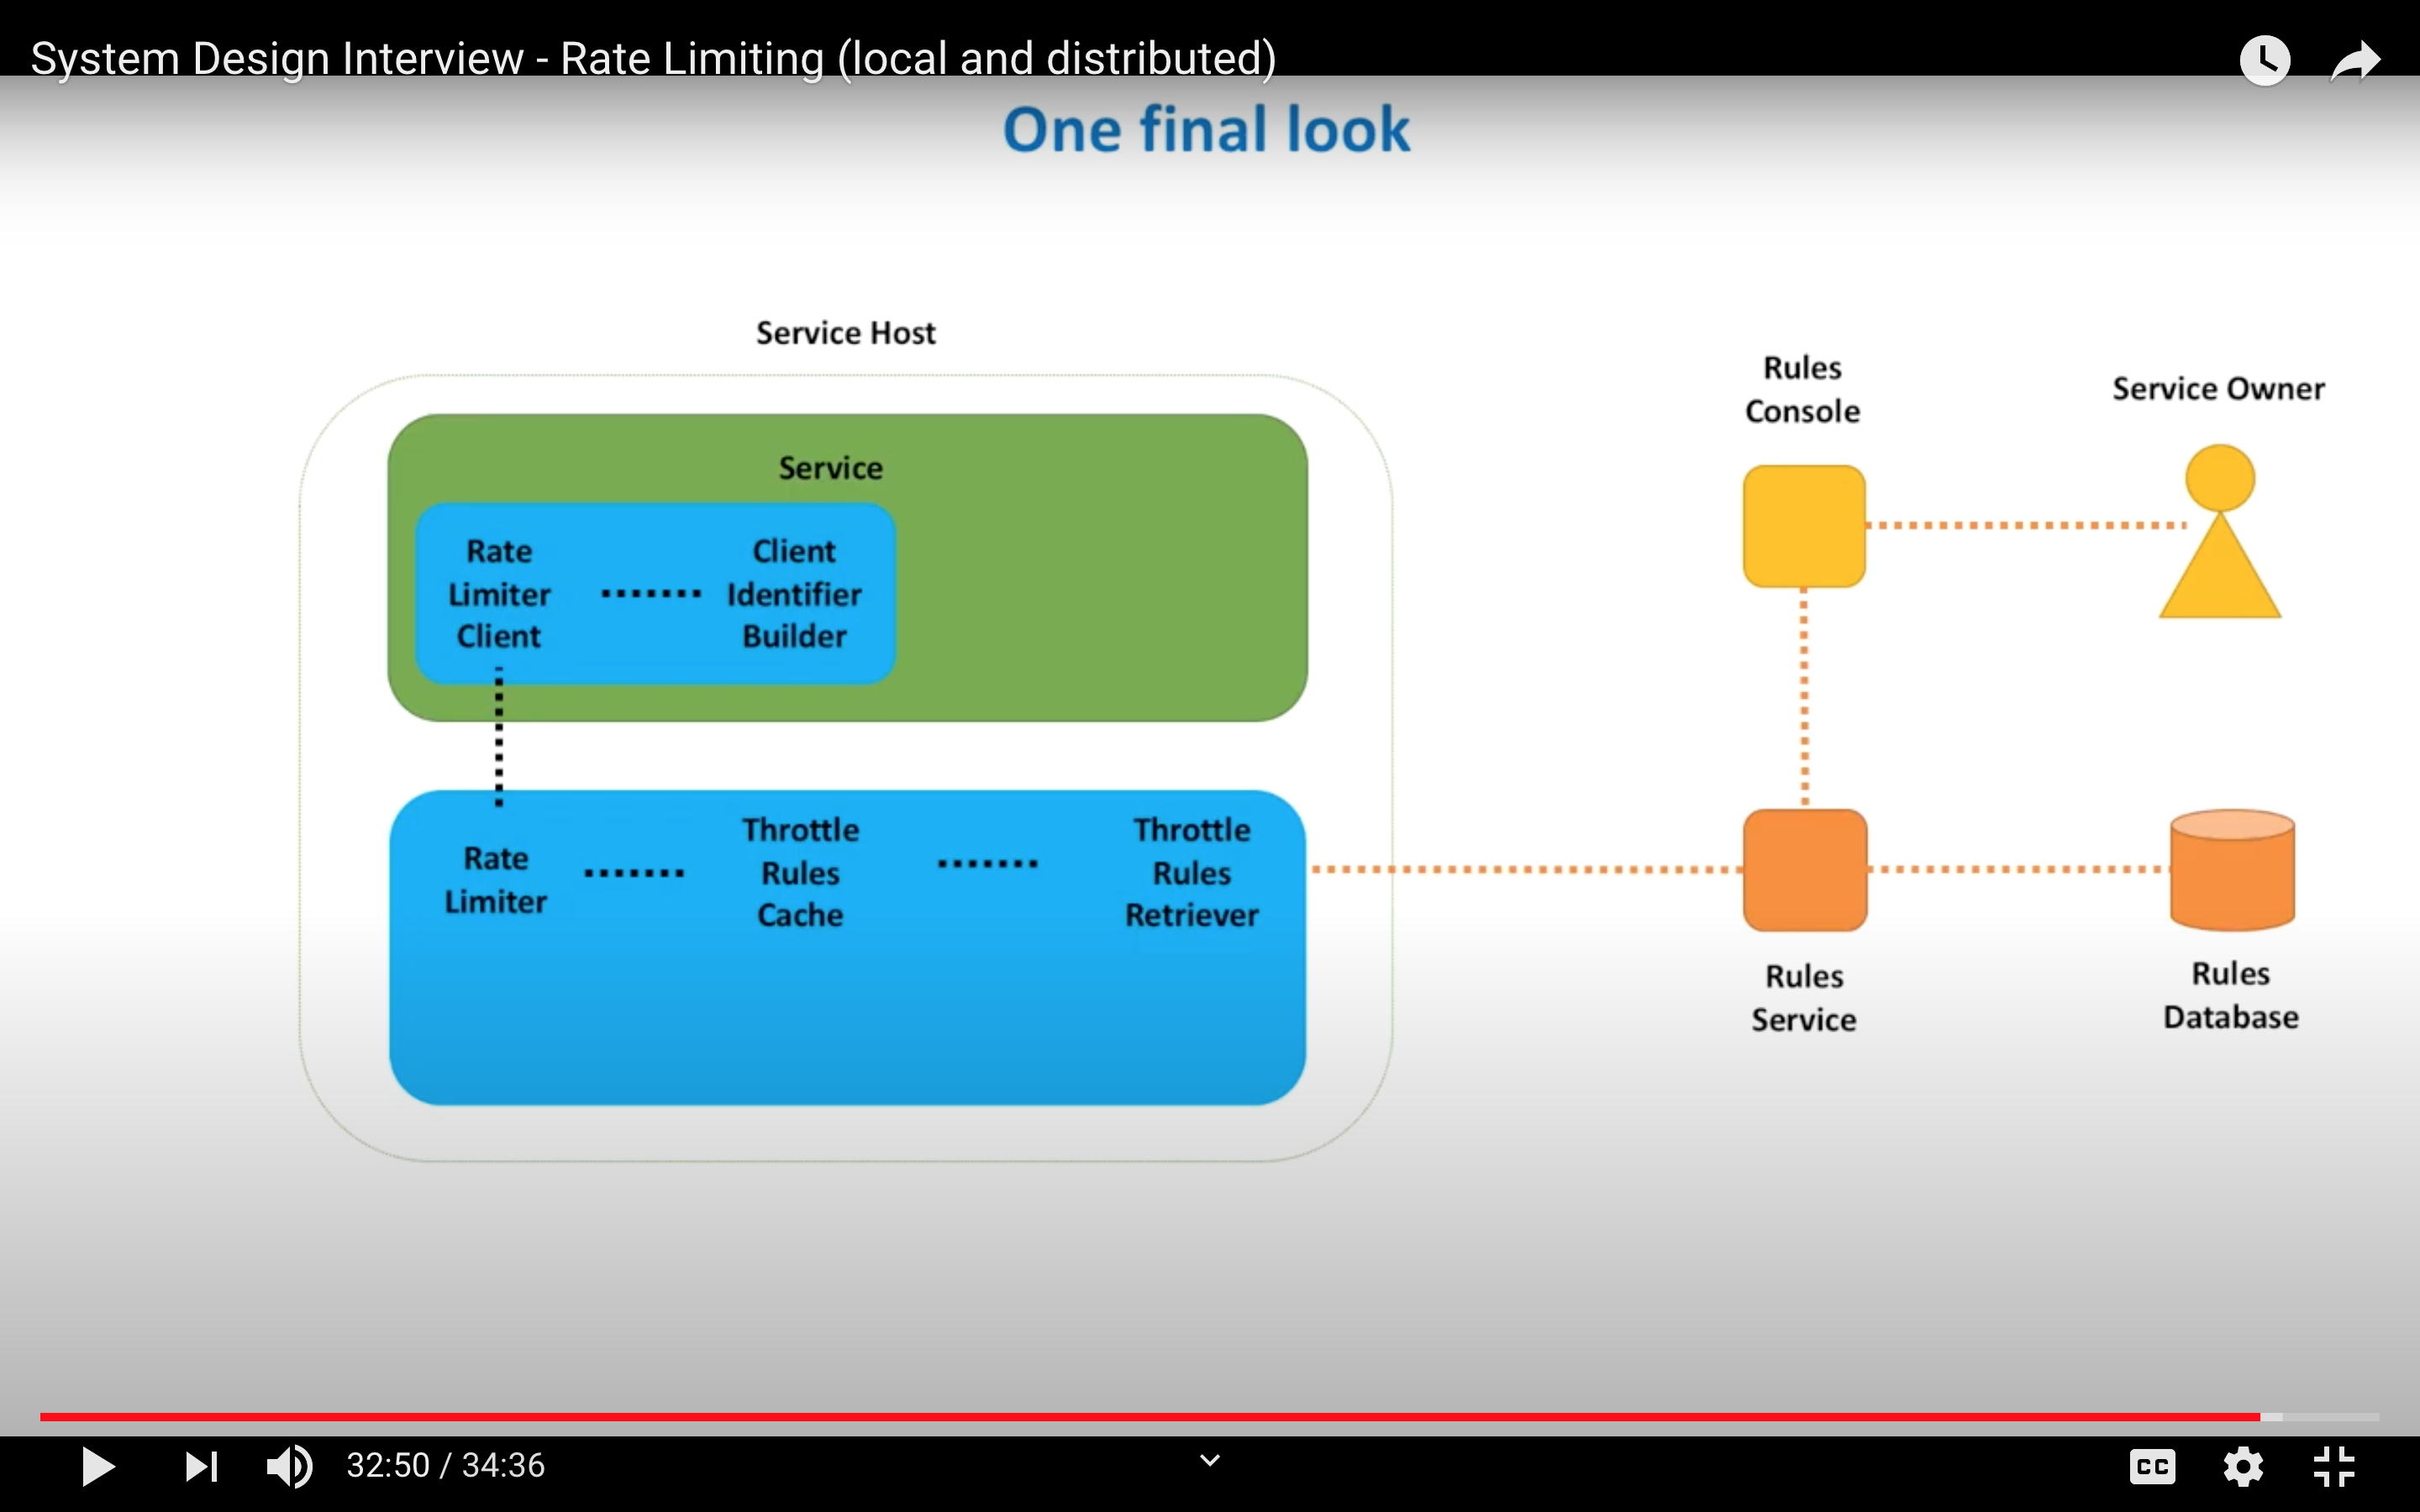 System Design Interview - Rate Limiting (local and distributed)
One final look
Service Host
Service
Rate
Limiter
Client
Client
Identifier
Builder
Rate
Limiter
Throttle
Rules
Cache
Throttle
Rules
Retriever
Rules
Console
Service Owner
Rules
Service
Rules
Database
32:50 / 34:36
CC